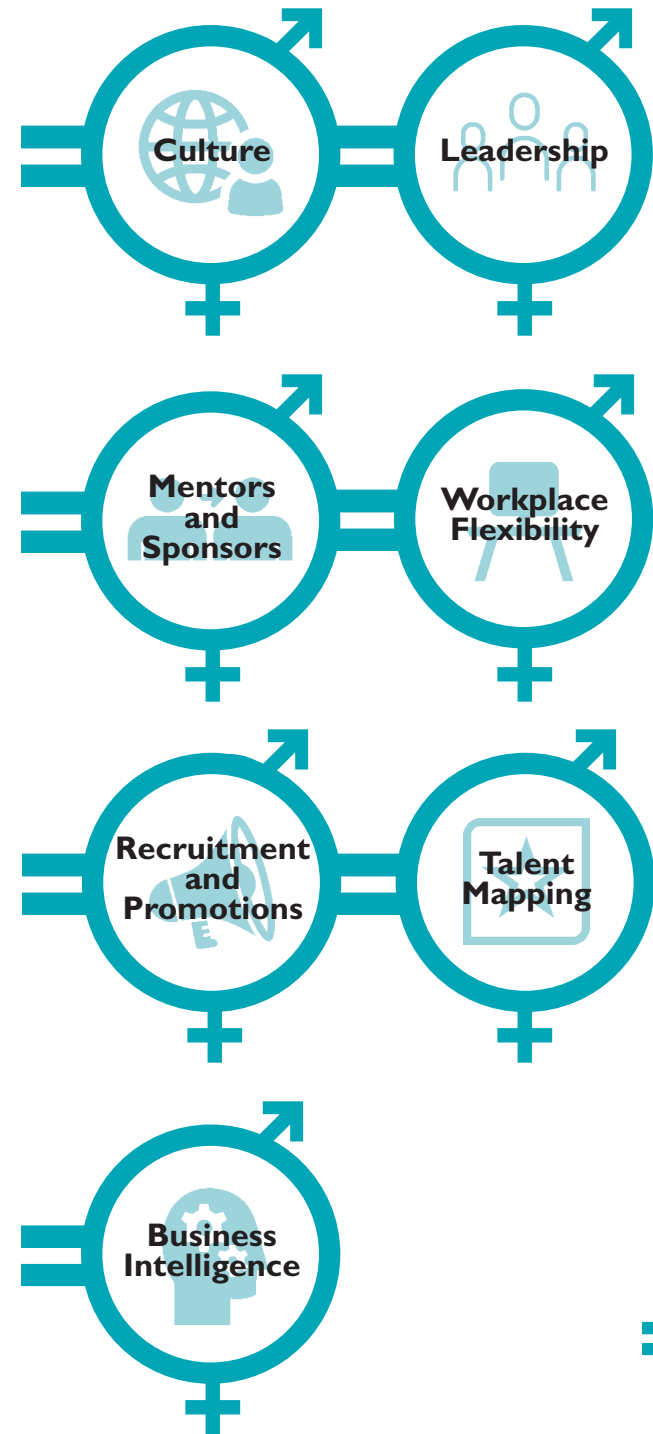 Culture
Leadership
Mentors
and
Sponsors
Workplace
Flexibility
Recruitment
and
Promotions
Talent
Mapping
Business
Intelligence